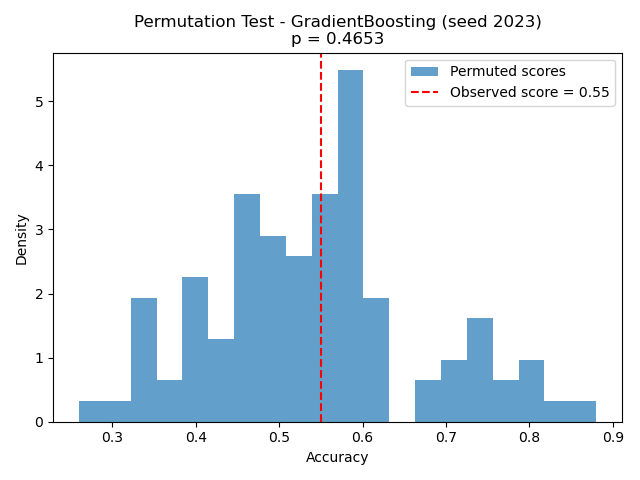 Permutation Test - GradientBoosting (seed 2023)
p = 0.4653
Permuted scores
Observed score = 0.55
Density
5
4
3
2
1
0
0.3 0.4 0.5 0.6 0.7 0.8 0.9
Accuracy